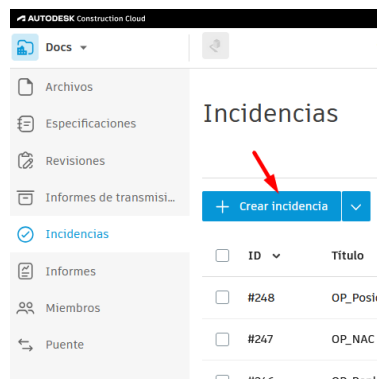 AUTODESK Construction Cloud
Docs
Archivos
Especificaciones
Revisiones
Informes de transmisi...
Incidencias
Informes
Miembros
Puente
Incidencias
+ Crear incidencia
ID Título
#248 OP_Posi
#247 OP_NAC